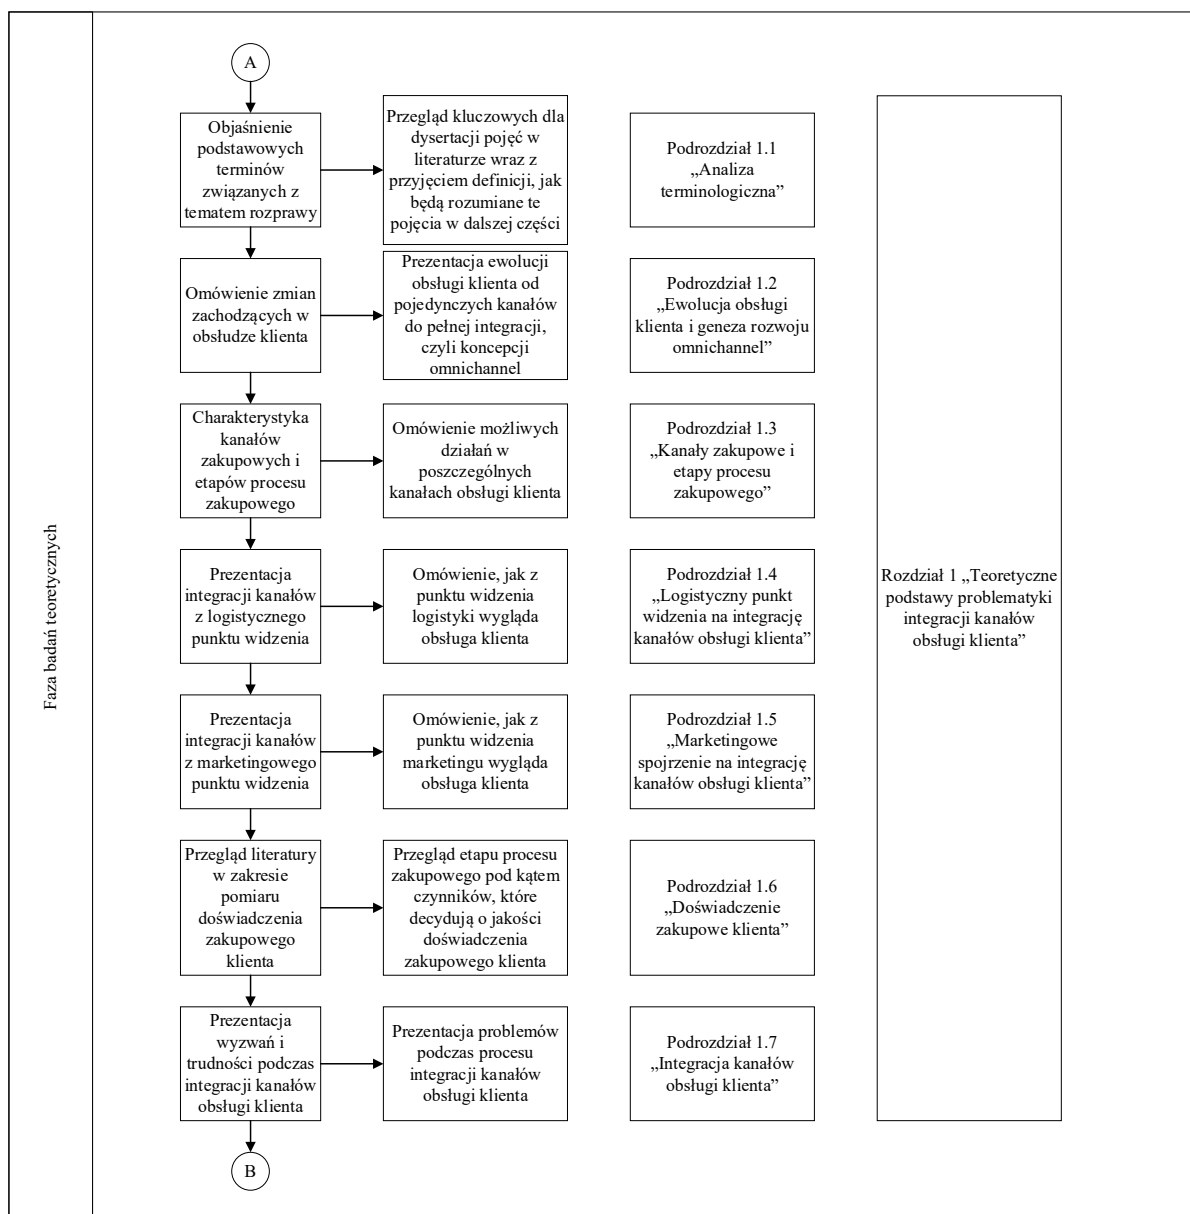 Faza badań teoretycznych
A
Objaśnienie
podstawowych
terminów
związanych z
tematem rozprawy
Przegląd kluczowych dla
dysertacji pojęć w
literaturze wraz z
przyjęciem definicji, jak
będą rozumiane te
pojęcia w dalszej części
Podrozdział 1.1
„Analiza
terminologiczna”
Omówienie zmian
zachodzących w
obsłudze klienta
Prezentacja ewolucji
obsługi klienta od
pojedynczych kanałów
do pełnej integracji,
czyli koncepcji
omnichannel
Podrozdział 1.2
„Ewolucja obsługi
klienta i geneza rozwoju
omnichannel”
Charakterystyka
kanałów
zakupowych i
etapów procesu
zakupowego
Omówienie możliwych
działań w
poszczególnych
kanałach obsługi klienta
Podrozdział 1.3
„Kanały zakupowe i
etapy procesu
zakupowego”
Prezentacja
integracji kanałów
z logistycznego
punktu widzenia
Omówienie, jak z
punktu widzenia
logistyki wygląda
obsługa klienta
Podrozdział 1.4
„Logistyczny punkt
widzenia na integrację
kanałów obsługi klienta”
Rozdział 1 „Teoretyczne
podstawy problematyki
integracji kanałów
obsługi klienta”
Prezentacja
integracji kanałów
z marketingowego
punktu widzenia
Omówienie, jak z
punktu widzenia
marketingu wygląda
obsługa klienta
Podrozdział 1.5
„Marketingowe
spojrzenie na integrację
kanałów obsługi klienta”
Przegląd literatury
w zakresie
pomiaru
doświadczenia
zakupowego
klienta
Przegląd etapu procesu
zakupowego pod kątem
czynników, które
decydują o jakości
doświadczenia
zakupowego klienta
Podrozdział 1.6
„Doświadczenie
zakupowe klienta”
Prezentacja
wyzwań i
trudności podczas
integracji kanałów
obsługi klienta
Prezentacja problemów
podczas procesu
integracji kanałów
obsługi klienta
Podrozdział 1.7
„Integracja kanałów
obsługi klienta”
B